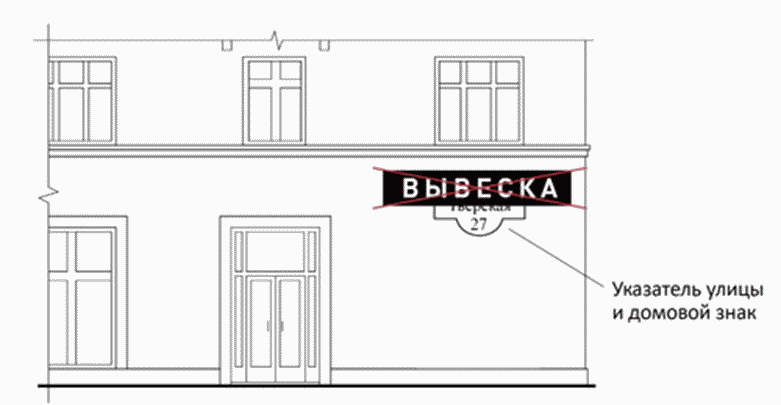 ВЫВЕСКА
Тверская
27
Указатель улицы
и домовой знак